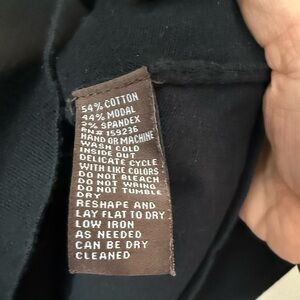 54% COTTON
44% MODAL
2% SPANDEX
RN# 159236
HAND OR MACHINE
WASH COLD
INSIDE OUT
DELICATE CYCLE
WITH LIKE COLORS
DO NOT BLEACH
DO NOT WRING
DO NOT TUMBLE
DRY
RESHAPE AND
LAY FLAT TO DRY
LOW IRON
AS NEEDED
CAN BE DRY
CLEANED